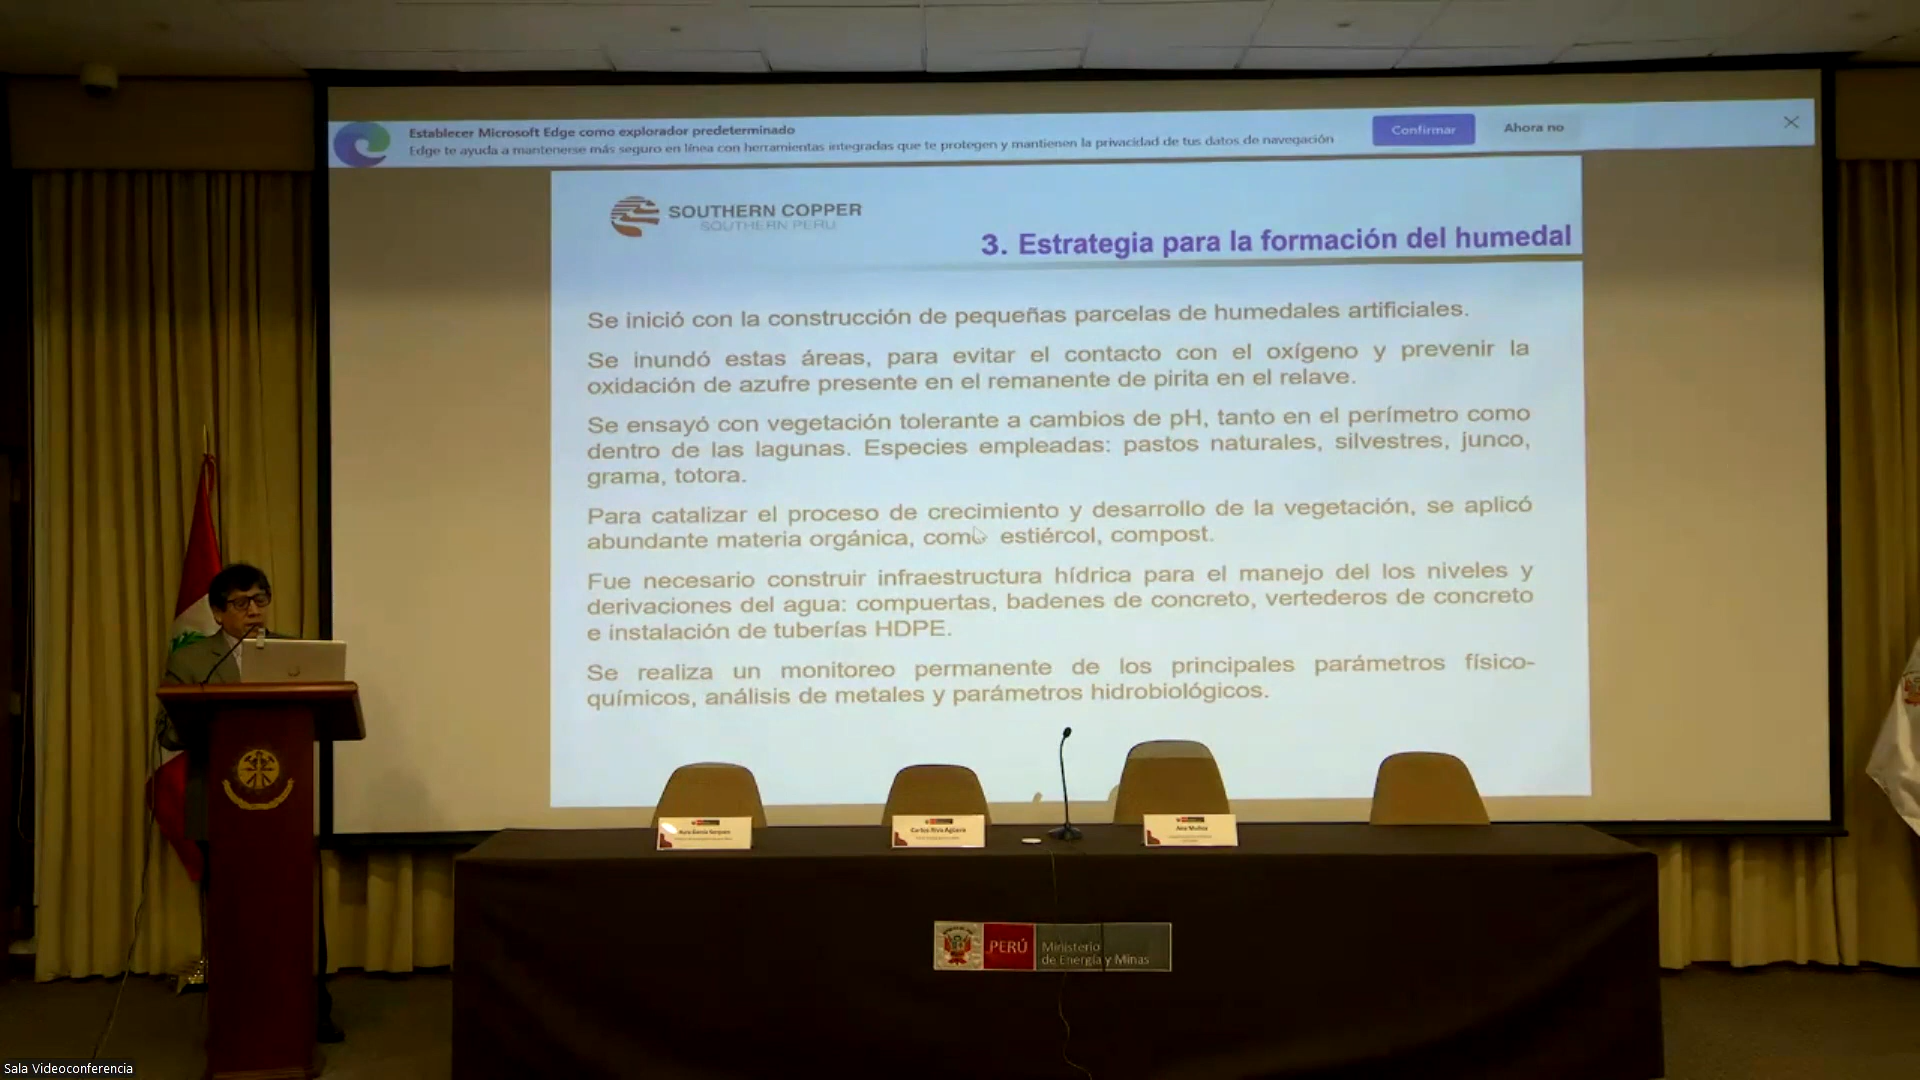 Establecer Microsoft Edge como explorador predeterminado
Edge te ayuda a mantenerse más seguro en línea con herramientas integradas que te protegen y mantienen la privacidad de tus datos de navegación
Confirmar
Ahora no
SOUTHERN COPPER
SOUTHERN PERU
3. Estrategia para la formación del humedal
Se inició con la construcción de pequeñas parcelas de humedales artificiales.
Se inundó estas áreas, para evitar el contacto con el oxígeno y prevenir la
oxidación de azufre presente en el remanente de pirita en el relave.
Se ensayó con vegetación tolerante a cambios de pH, tanto en el perímetro como
dentro de las lagunas. Especies empleadas: pastos naturales, silvestres, junco,
grama, totora.
Para catalizar el proceso de crecimiento y desarrollo de la vegetación, se aplicó
abundante materia orgánica, como estiércol, compost.
Fue necesario construir infraestructura hídrica para el manejo del los niveles y
derivaciones del agua: compuertas, badenes de concreto, vertederos de concreto
e instalación de tuberías HDPE.
Se realiza un monitoreo permanente de los principales parámetros físico-
químicos, análisis de metales y parámetros hidrobiológicos.
Ana Muñoz
PERÚ
Ministerio
de Energía y Minas
Sala Videoconferencia